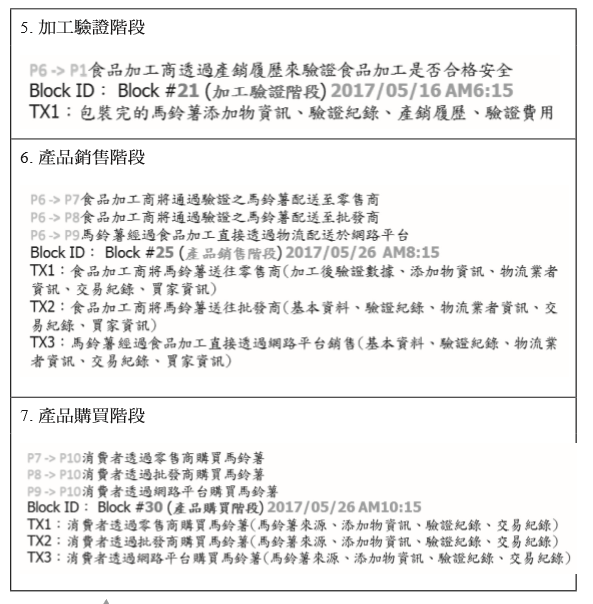 5. 加工驗證階段
P6 -> P1食品加工商透過產銷履歷來驗證食品加工是否合格安全
Block ID： Block #21 (加工驗證階段) 2017/05/16 AM6:15
TX1：包裝完的馬鈴薯添加物資訊、驗證紀錄、產銷履歷、驗證費用
6. 產品銷售階段
P6 -> P7食品加工商將通過驗證之馬鈴薯配送至零售商
P6 -> P8食品加工商將通過驗證之馬鈴薯配送至批發商
P6 -> P9馬鈴薯經過食品加工直接透過物流配送於網路平台
Block ID： Block #25 (產品銷售階段) 2017/05/26 AM8:15
TX1：食品加工商將馬鈴薯送往零售商(加工後驗證數據、添加物資訊、物流業者
資訊、交易紀錄、買家資訊)
TX2：食品加工商將馬鈴薯送往批發商(基本資料、驗證紀錄、物流業者資訊、交
易紀錄、買家資訊)
TX3：馬鈴薯經過食品加工直接透過網路平台銷售(基本資料、驗證紀錄、物流業
者資訊、交易紀錄、買家資訊)
7. 產品購買階段
P7 -> P10消費者透過零售商購買馬鈴薯
P8 -> P10消費者透過批發商購買馬鈴薯
P9 -> P10消費者透過網路平台購買馬鈴薯
Block ID： Block #30 (產品購買階段) 2017/05/26 AM10:15
TX1：消費者透過零售商購買馬鈴薯(馬鈴薯來源、添加物資訊、驗證紀錄、交易紀錄)
TX2：消費者透過批發商購買馬鈴薯(馬鈴薯來源、添加物資訊、驗證紀錄、交易紀錄)
TX3：消費者透過網路平台購買馬鈴薯(馬鈴薯來源、添加物資訊、驗證紀錄、交易紀錄)